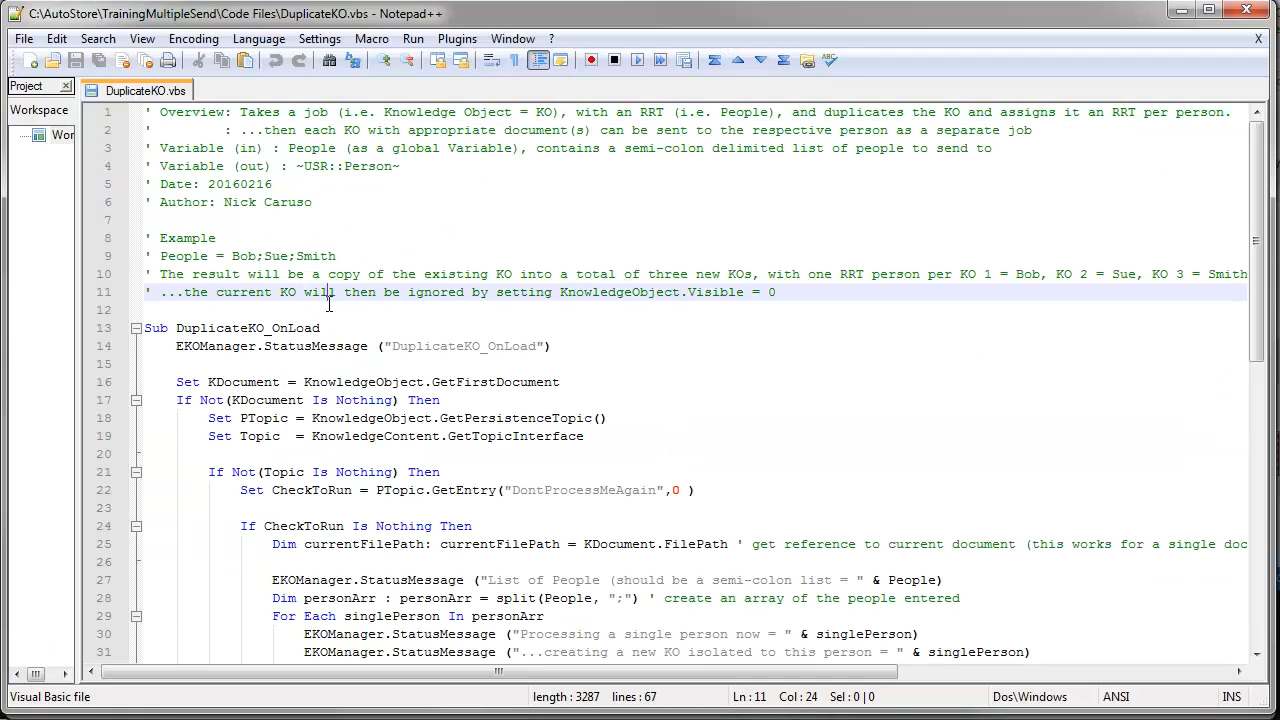 C:\AutoStore\TrainingMultipleSend\Code Files\DuplicateKO.vbs - Notepad++
File Edit Search View Encoding Language Settings Macro Run Plugins Window ? X
Project
DuplicateKO.vbs
Workspace
Wor
1 ' Overview: Takes a job (i.e. Knowledge Object = KO), with an RRT (i.e. People), and duplicates the KO and assigns it an RRT per person.
2 '         : ...then each KO with appropriate document(s) can be sent to the respective person as a separate job
3 ' Variable (in) : People (as a global Variable), contains a semi-colon delimited list of people to send to
4 ' Variable (out) : ~USR::Person~
5 ' Date: 20160216
6 ' Author: Nick Caruso
7
8 ' Example
9 ' People = Bob;Sue;Smith
10 ' The result will be a copy of the existing KO into a total of three new KOs, with one RRT person per KO 1 = Bob, KO 2 = Sue, KO 3 = Smith
11 ' ...the current KO will then be ignored by setting KnowledgeObject.Visible = 0
12
13 Sub DuplicateKO_OnLoad
14     EKOManager.StatusMessage ("DuplicateKO_OnLoad")
15
16     Set KDocument = KnowledgeObject.GetFirstDocument
17     If Not(KDocument Is Nothing) Then
18         Set PTopic = KnowledgeObject.GetPersistenceTopic()
19         Set Topic  = KnowledgeContent.GetTopicInterface
20
21         If Not(Topic Is Nothing) Then
22             Set CheckToRun = PTopic.GetEntry("DontProcessMeAgain",0 )
23
24             If CheckToRun Is Nothing Then
25                 Dim currentFilePath: currentFilePath = KDocument.FilePath ' get reference to current document (this works for a single doc
26
27                 EKOManager.StatusMessage ("List of People (should be a semi-colon list = " & People)
28                 Dim personArr : personArr = split(People, ";") ' create an array of the people entered
29                 For Each singlePerson In personArr
30                     EKOManager.StatusMessage ("Processing a single person now = " & singlePerson)
31                     EKOManager.StatusMessage ("...creating a new KO isolated to this person = " & singlePerson)
Visual Basic file length : 3287 lines : 67 Ln : 11 Col : 24 Sel : 0 | 0 Dos\Windows ANSI INS